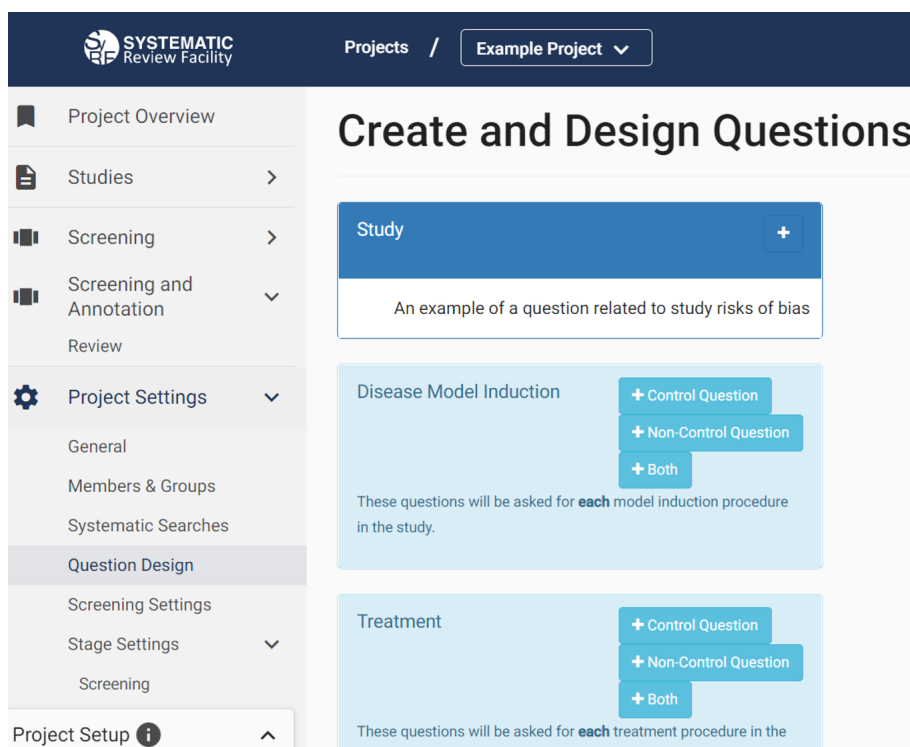 SYSTEMATIC
Review Facility
Projects / Example Project
Project Overview
Studies
Screening
Screening and
Annotation
Review
Project Settings
General
Members & Groups
Systematic Searches
Question Design
Screening Settings
Stage Settings
Screening
Project Setup i
Create and Design Questions
Study +
An example of a question related to study risks of bias
Disease Model Induction
+ Control Question
+ Non-Control Question
+ Both
These questions will be asked for each model induction procedure
in the study.
Treatment
+ Control Question
+ Non-Control Question
+ Both
These questions will be asked for each treatment procedure in the